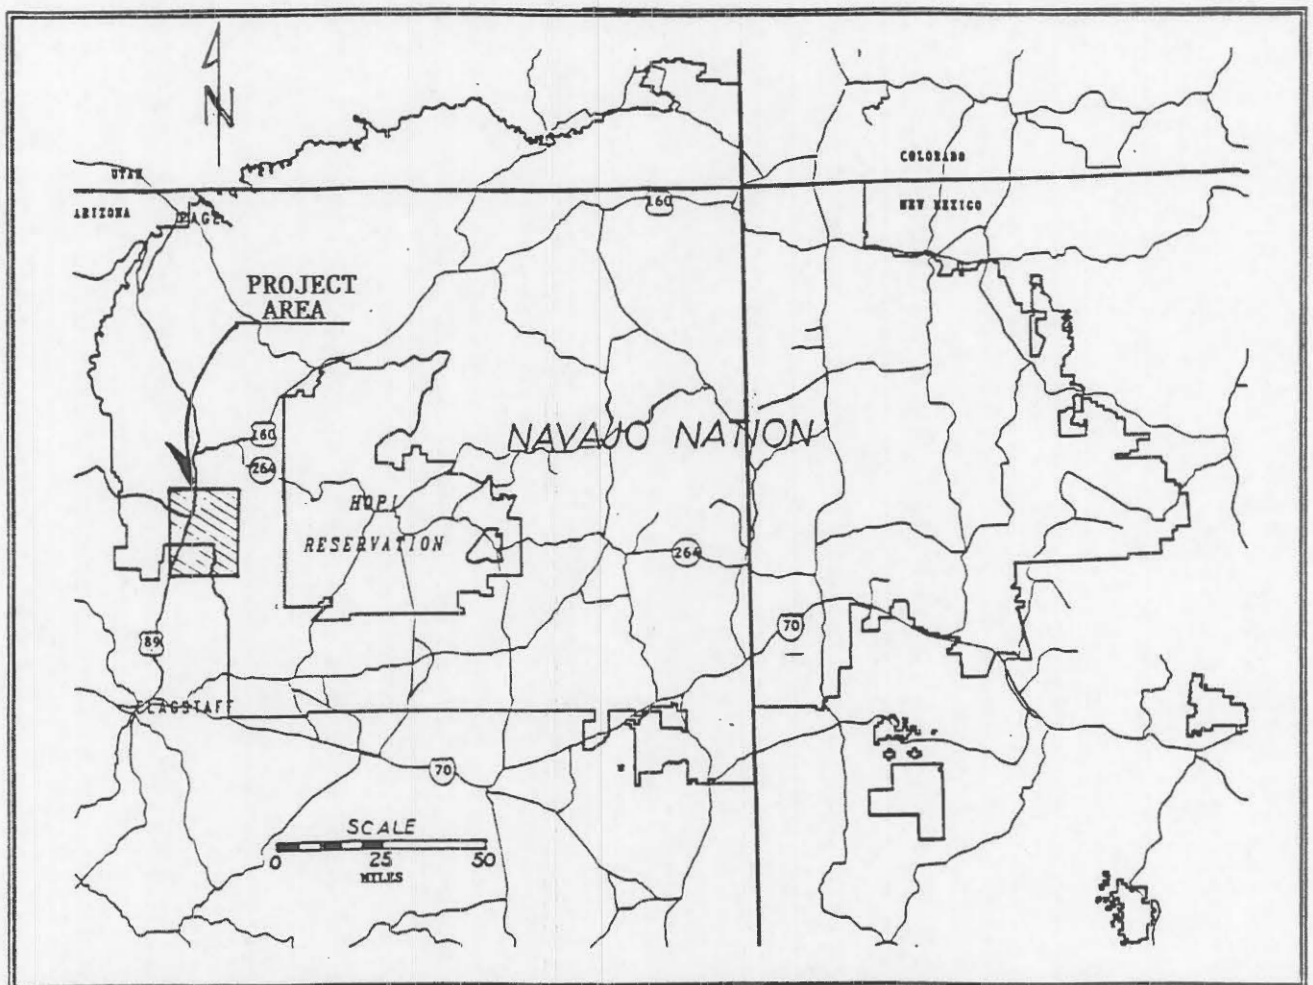 N
UTAH
COLORADO
ARIZONA
PAGE
160
NEW MEXICO
PROJECT
AREA
NAVAJO NATION
160
264
HOPI
RESERVATION
264
70
89
FLAGSTAFF
70
SCALE
0 25 50
MILES